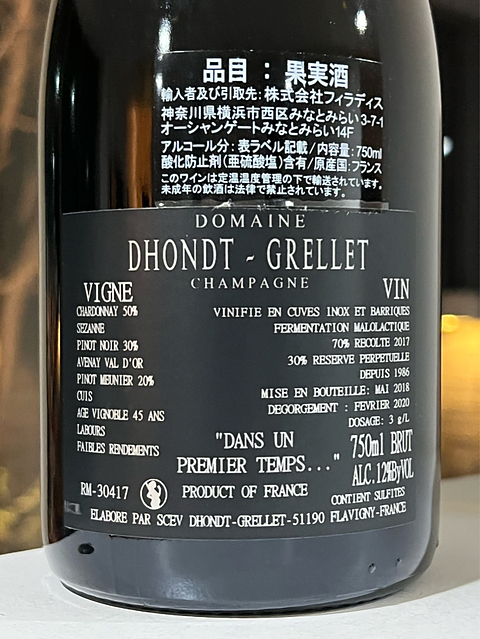 品目 : 果実酒
輸入者及び引取先: 株式会社フィラディス
神奈川県横浜市西区みなとみらい3-7-1
オーシャンゲートみなとみらい14F
アルコール分: 表ラベル記載/内容量: 750ml
酸化防止剤(亜硫酸塩)含有/原産国: フランス
このワインは定温温度管理の下で輸送されています。
未成年の飲酒は法律で禁止されています。
DOMAINE
DHONDT - GRELLET
CHAMPAGNE
VIGNE
CHARDONNAY 50%
SEZANNE
PINOT NOIR 30%
AVENAY VAL D'OR
PINOT MEUNIER 20%
CUIS
AGE VIGNOBLE 45 ANS
LABOURS
FAIBLES RENDEMENTS
VIN
VINIFIE EN CUVES INOX ET BARRIQUES
FERMENTATION MALOLACTIQUE
70% RECOLTE 2017
30% RESERVE PERPETUELLE
DEPUIS 1986
MISE EN BOUTEILLE: MAI 2018
DEGORGEMENT : FEVRIER 2020
DOSAGE: 3 g/L
"DANS UN
PREMIER TEMPS..."
750ml BRUT
ALC.12%ByVOL
RM-30417
PRODUCT OF FRANCE
CONTIENT SULFITES
ELABORE PAR SCEV DHONDT-GRELLET-51190 FLAVIGNY-FRANCE